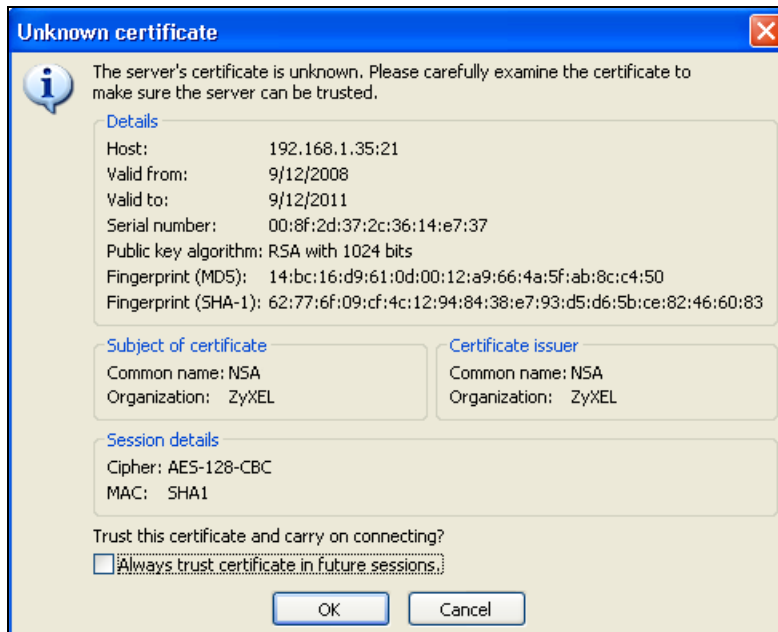 Unknown certificate
The server's certificate is unknown. Please carefully examine the certificate to
make sure the server can be trusted.
Details
Host: 192.168.1.35:21
Valid from: 9/12/2008
Valid to: 9/12/2011
Serial number: 00:8f:2d:37:2c:36:14:e7:37
Public key algorithm: RSA with 1024 bits
Fingerprint (MD5): 14:bc:16:d9:61:0d:00:12:a9:66:4a:5f:ab:8c:c4:50
Fingerprint (SHA-1): 62:77:6f:09:cf:4c:12:94:84:38:e7:93:d5:d6:5b:ce:82:46:60:83
Subject of certificate
Common name: NSA
Organization: ZyXEL
Certificate issuer
Common name: NSA
Organization: ZyXEL
Session details
Cipher: AES-128-CBC
MAC: SHA1
Trust this certificate and carry on connecting?
Always trust certificate in future sessions.
OK
Cancel